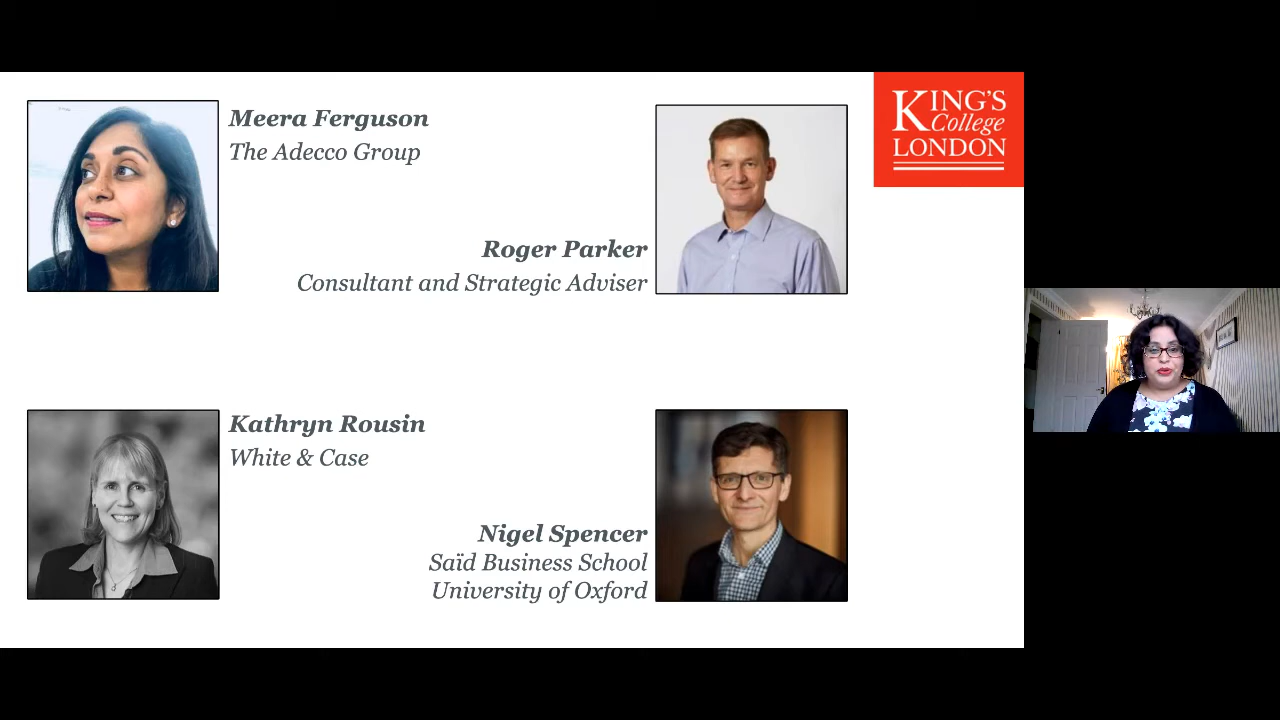 Meera Ferguson
The Adecco Group
Roger Parker
Consultant and Strategic Adviser
KING'S
College
LONDON
Kathryn Rousin
White & Case
Nigel Spencer
Saïd Business School
University of Oxford